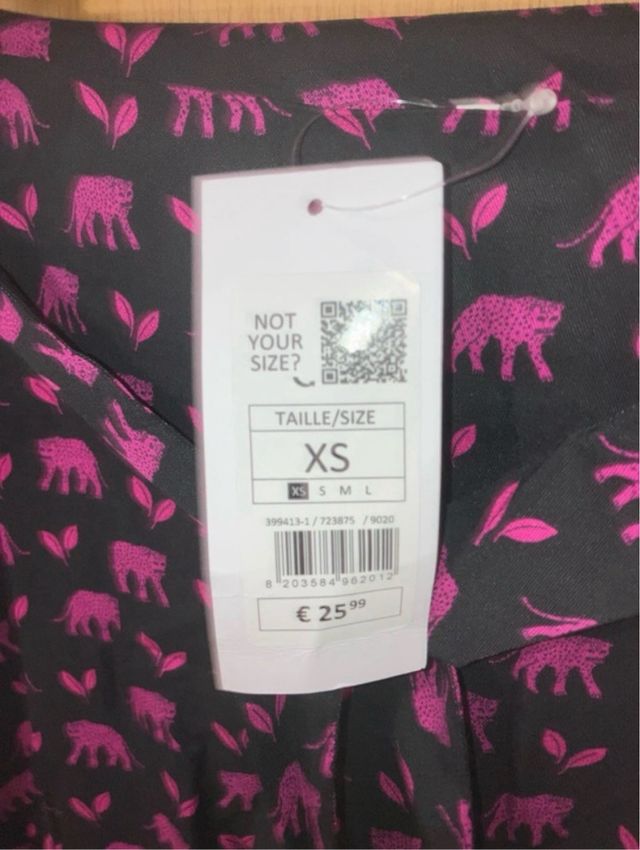 NOT
YOUR
SIZE?
TAILLE/SIZE
XS
XS S M L
399413-1 / 723875 / 9020
8 203584 962012
€ 25⁹⁹